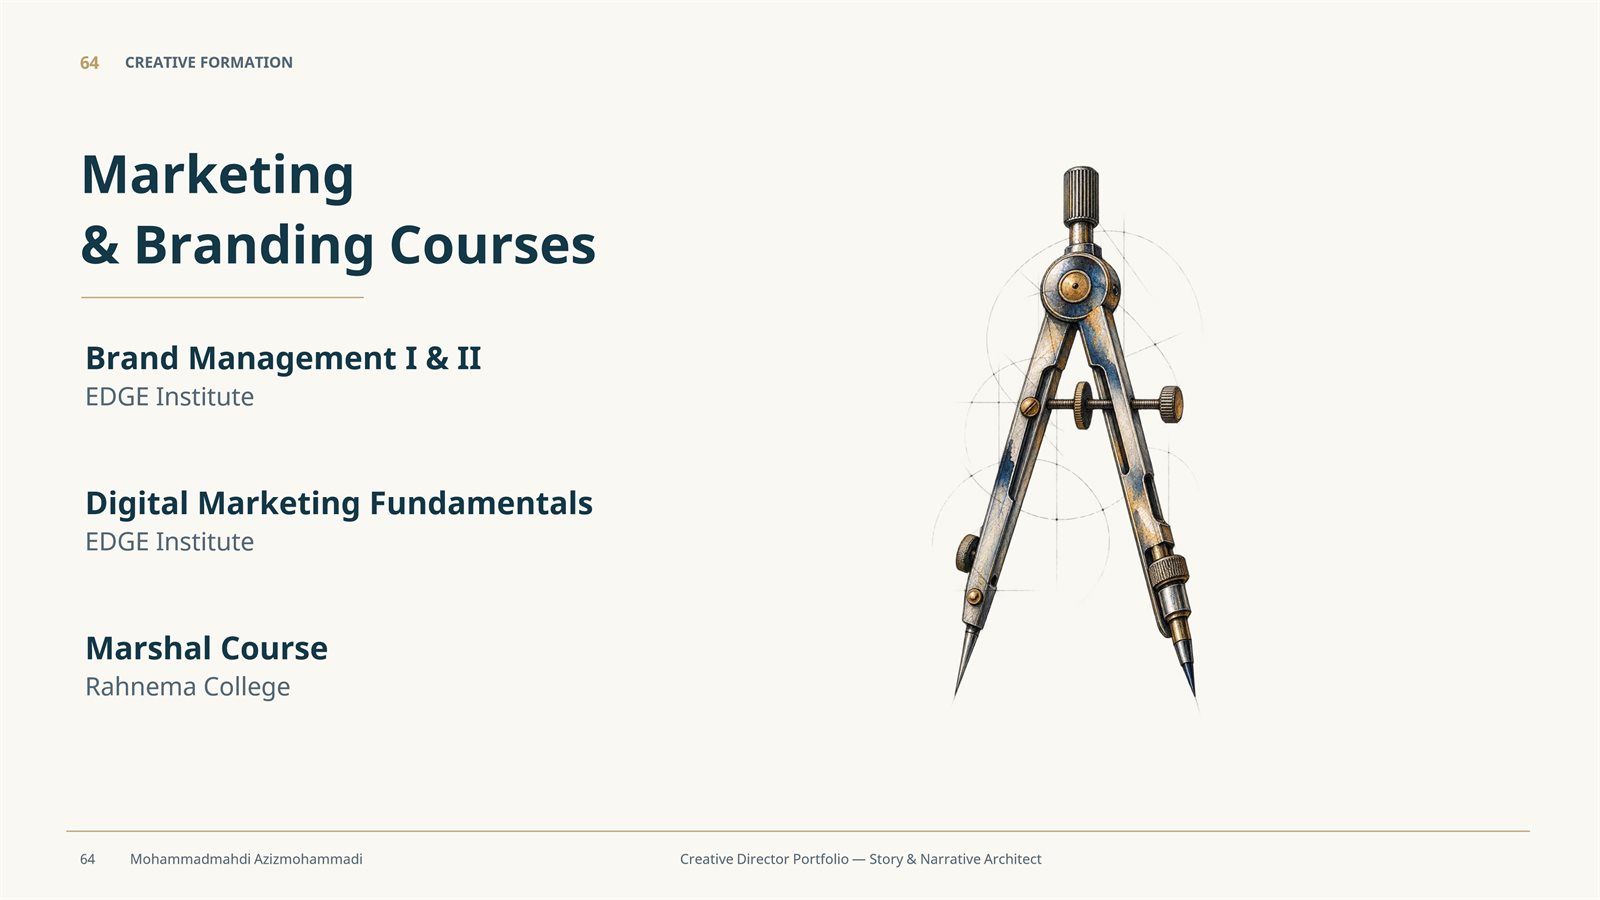 64 CREATIVE FORMATION
Marketing
& Branding Courses
Brand Management I & II
EDGE Institute
Digital Marketing Fundamentals
EDGE Institute
Marshal Course
Rahnema College
64 Mohammadmahdi Azizmohammadi Creative Director Portfolio — Story & Narrative Architect